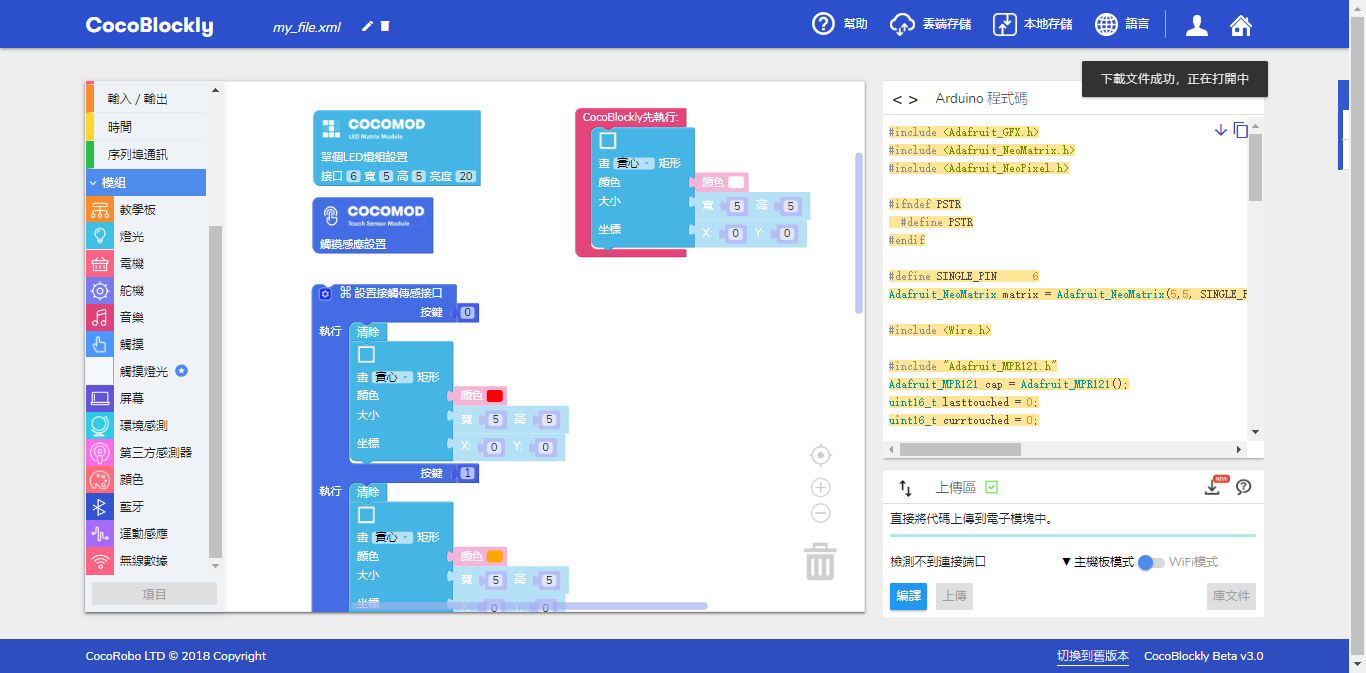 CocoBlockly
my_file.xml
幫助
雲端存儲
本地存儲
語言
下載文件成功，正在打開中
輸入 / 輸出
時間
序列埠通訊
模組
教學板
燈光
電機
舵機
音樂
觸摸
觸摸燈光
屏幕
環境感測
第三方感測器
顏色
藍牙
運動感應
無線數據
項目
COCOMOD
LED Matrix Module
單個LED燈組設置
接口 6 寬 5 高 5 亮度 20
COCOMOD
Touch Sensor Module
觸摸感應設置
⌘ 設置接觸傳感接口
按鍵 0
執行 清除
畫 實心 矩形
顏色 顏色
大小 寬 5 高 5
坐標 X: 0 Y: 0
按鍵 1
執行 清除
畫 實心 矩形
顏色 顏色
大小 寬 5 高 5
坐標 X: 0 Y: 0
CocoBlockly先執行:
畫 實心 矩形
顏色 顏色
大小 寬 5 高 5
坐標 X: 0 Y: 0
< > Arduino 程式碼
#include <Adafruit_GFX.h>
#include <Adafruit_NeoMatrix.h>
#include <Adafruit_NeoPixel.h>
#ifndef PSTR
#define PSTR
#endif
#define SINGLE_PIN 6
Adafruit_NeoMatrix matrix = Adafruit_NeoMatrix(5,5, SINGLE_P
#include <Wire.h>
#include "Adafruit_MPR121.h"
Adafruit_MPR121 cap = Adafruit_MPR121();
uint16_t lasttouched = 0;
uint16_t currtouched = 0;
上傳區
NEW
直接將代碼上傳到電子模塊中。
檢測不到連接端口
▼主機板模式
WiFi模式
編譯
上傳
庫文件
CocoRobo LTD © 2018 Copyright
切換到舊版本
CocoBlockly Beta v3.0